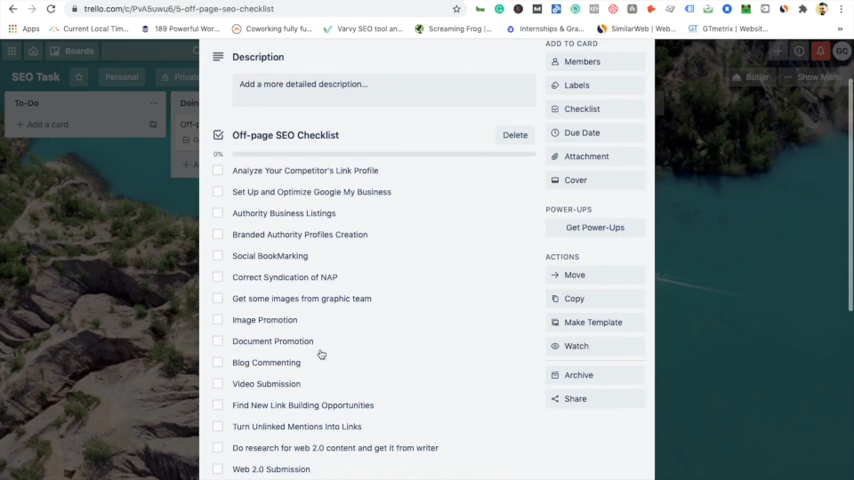 trello.com/c/PvA5uwu6/5-off-page-seo-checklist
Apps
Current Local Tim...
189 Powerful Wor...
Coworking fully fu...
Varvy SEO tool an...
Screaming Frog...
Internships & Gra...
SimilarWeb | Web...
GTmetrix | Websit...
Boards
GC
SEO Task
Personal
Butler
Show Menu
To-Do
+ Add a card
Description
Add a more detailed description...
Off-page SEO Checklist
Delete
0%
Analyze Your Competitor's Link Profile
Set Up and Optimize Google My Business
Authority Business Listings
Branded Authority Profiles Creation
Social BookMarking
Correct Syndication of NAP
Get some images from graphic team
Image Promotion
Document Promotion
Blog Commenting
Video Submission
Find New Link Building Opportunities
Turn Unlinked Mentions Into Links
Do research for web 2.0 content and get it from writer
Web 2.0 Submission
ADD TO CARD
Members
Labels
Checklist
Due Date
Attachment
Cover
POWER-UPS
Get Power-Ups
ACTIONS
Move
Copy
Make Template
Watch
Archive
Share